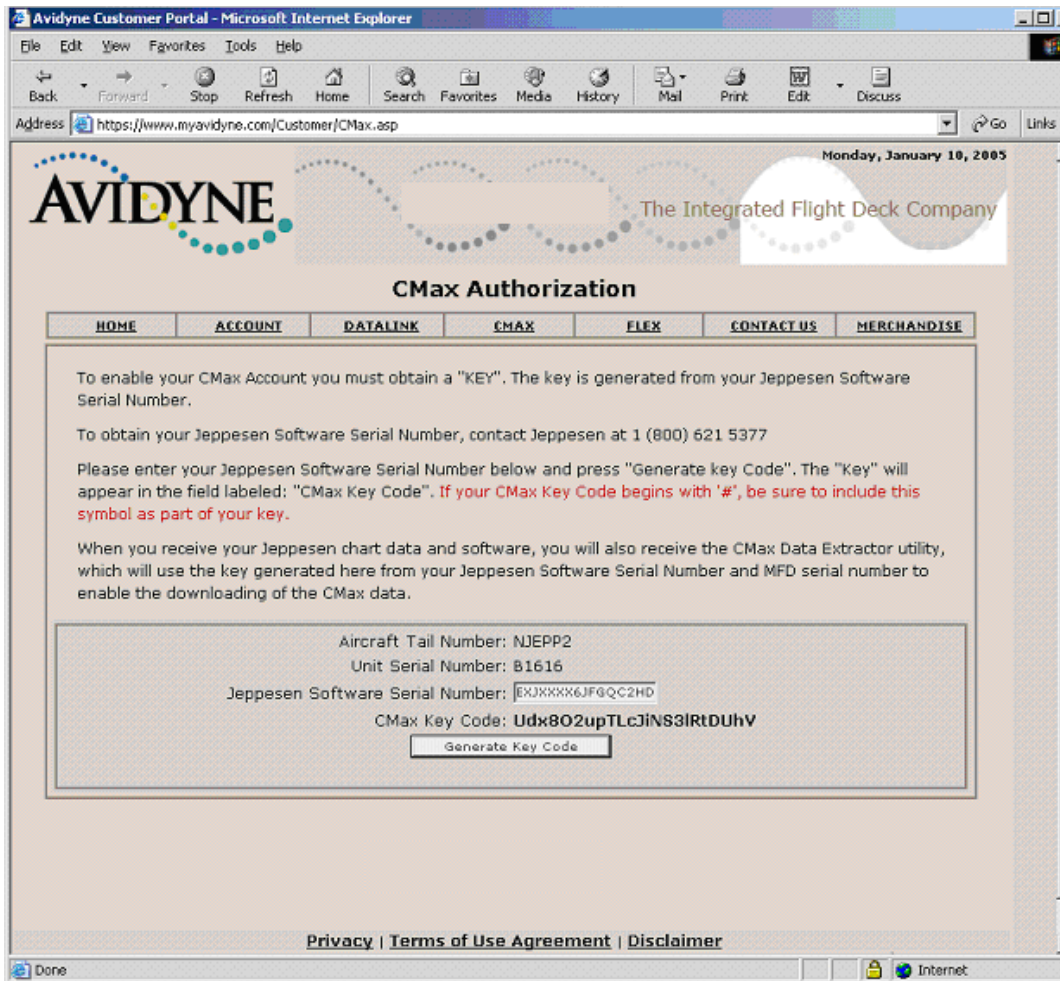 Avidyne Customer Portal - Microsoft Internet Explorer
File Edit View Favorites Tools Help
Back Forward Stop Refresh Home Search Favorites Media History Mail Print Edit Discuss
Address https://www.myavidyne.com/Customer/CMax.asp Go Links
Monday, January 10, 2005
AVIDYNE
The Integrated Flight Deck Company
CMax Authorization
HOME ACCOUNT DATALINK CMAX FLEX CONTACT US MERCHANDISE
To enable your CMax Account you must obtain a "KEY". The key is generated from your Jeppesen Software
Serial Number.
To obtain your Jeppesen Software Serial Number, contact Jeppesen at 1 (800) 621 5377
Please enter your Jeppesen Software Serial Number below and press "Generate key Code". The "Key" will
appear in the field labeled: "CMax Key Code". If your CMax Key Code begins with '#', be sure to include this
symbol as part of your key.
When you receive your Jeppesen chart data and software, you will also receive the CMax Data Extractor utility,
which will use the key generated here from your Jeppesen Software Serial Number and MFD serial number to
enable the downloading of the CMax data.
Aircraft Tail Number: NJEPP2
Unit Serial Number: B1616
Jeppesen Software Serial Number: EXJXXXX6JFGQC2HD
CMax Key Code: Udx8O2upTLcJiNS3lRtDUhV
Generate Key Code
Privacy | Terms of Use Agreement | Disclaimer
Done Internet